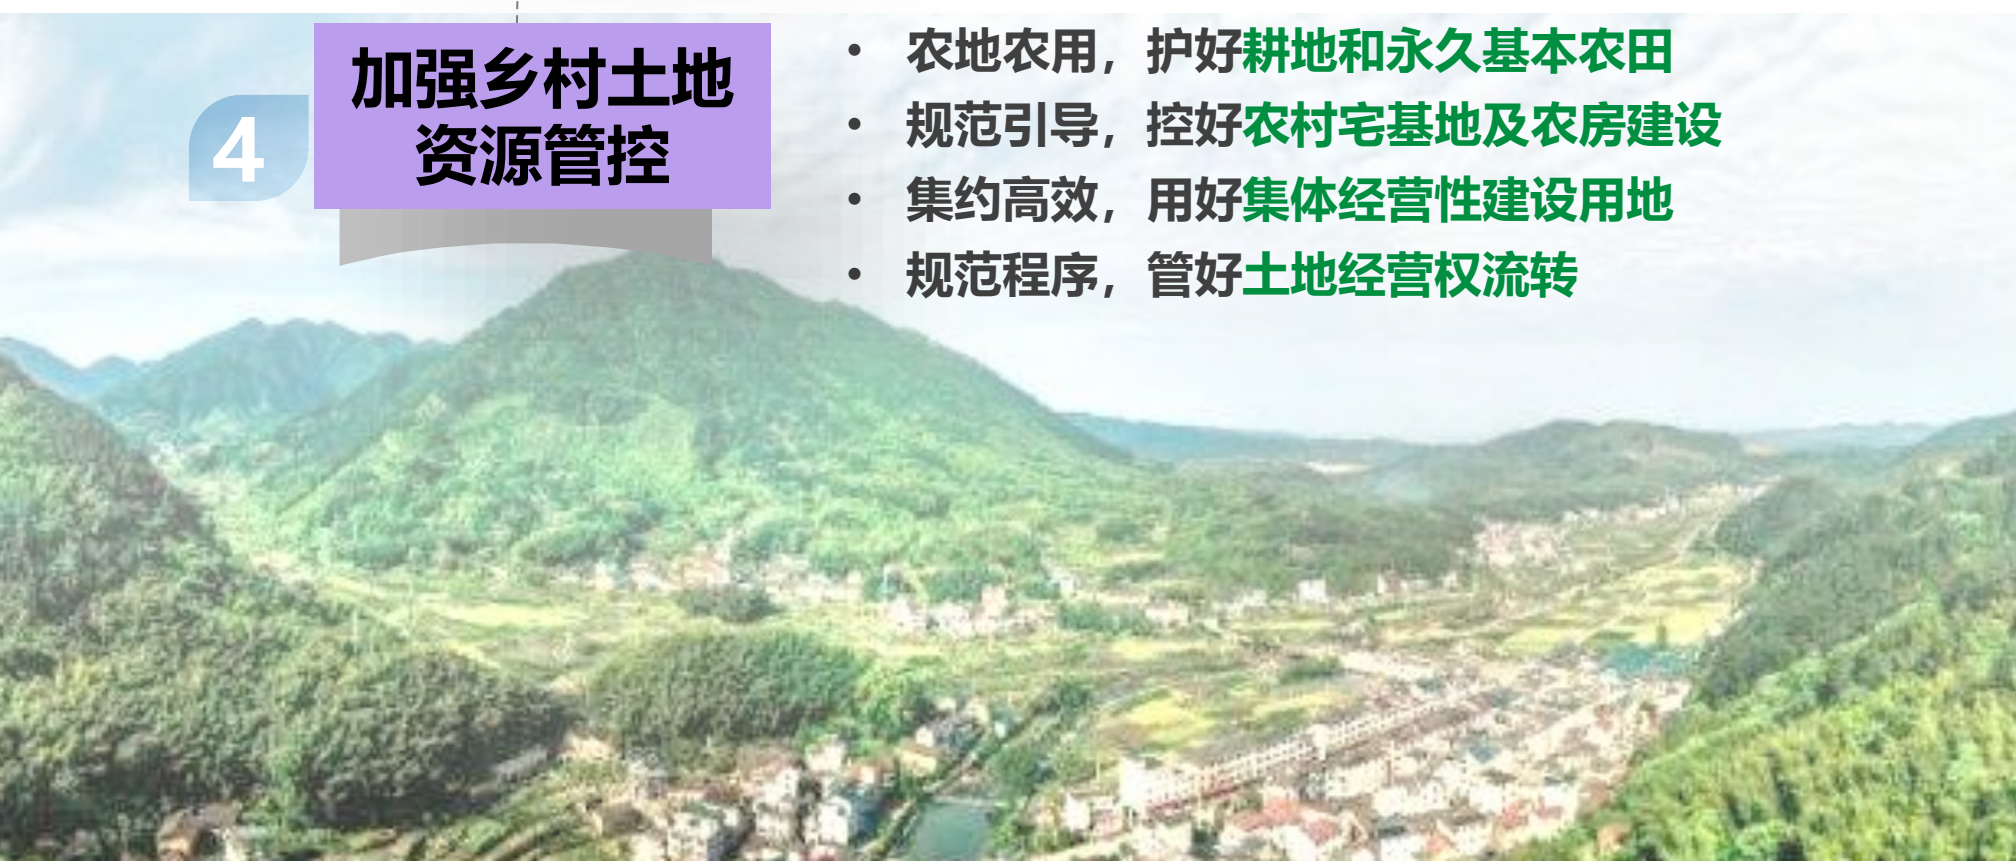 4
加强乡村土地
资源管控
• 农地农用，护好耕地和永久基本农田
• 规范引导，控好农村宅基地及农房建设
• 集约高效，用好集体经营性建设用地
• 规范程序，管好土地经营权流转